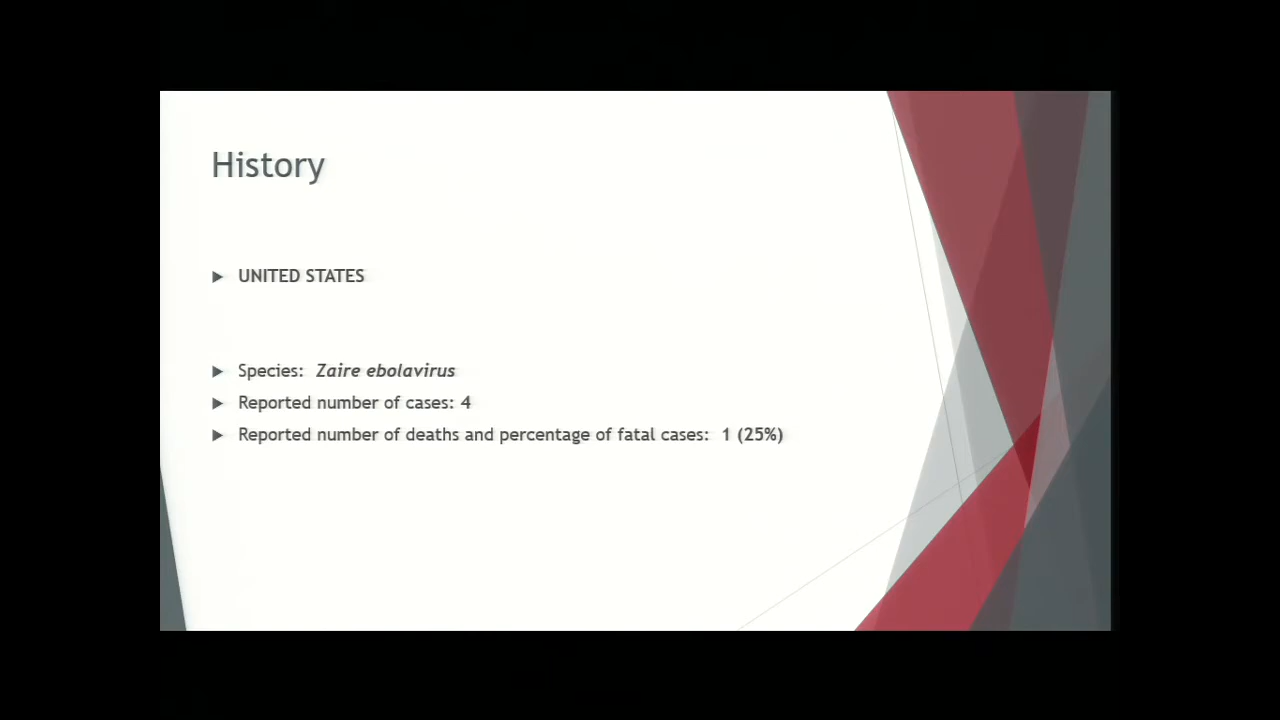 History
UNITED STATES
Species: Zaire ebolavirus
Reported number of cases: 4
Reported number of deaths and percentage of fatal cases: 1 (25%)